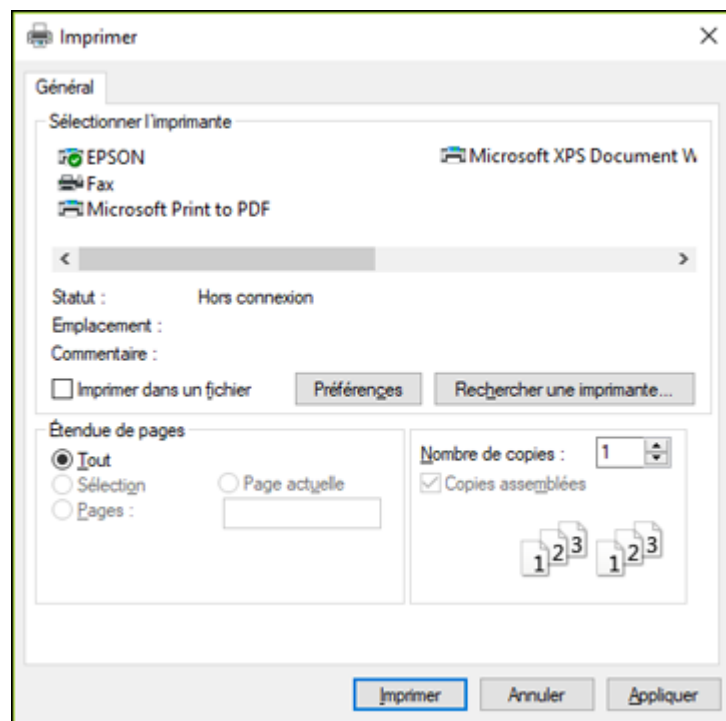 Imprimer
Général
Sélectionner l'imprimante
EPSON
Microsoft XPS Document W
Fax
Microsoft Print to PDF
Statut :
Hors connexion
Emplacement :
Commentaire :
Imprimer dans un fichier
Préférences
Rechercher une imprimante...
Étendue de pages
Tout
Sélection
Page actuelle
Pages :
Nombre de copies :
1
Copies assemblées
1 2 3 1 2 3
Imprimer
Annuler
Appliquer